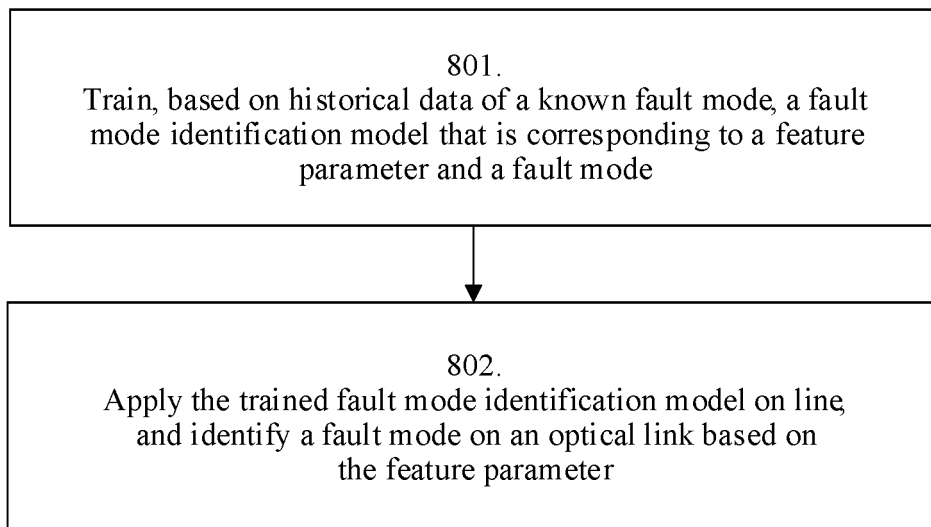 801.
Train, based on historical data of a known fault mode, a fault
mode identification model that is corresponding to a feature
parameter and a fault mode
802.
Apply the trained fault mode identification model on line,
and identify a fault mode on an optical link based on
the feature parameter